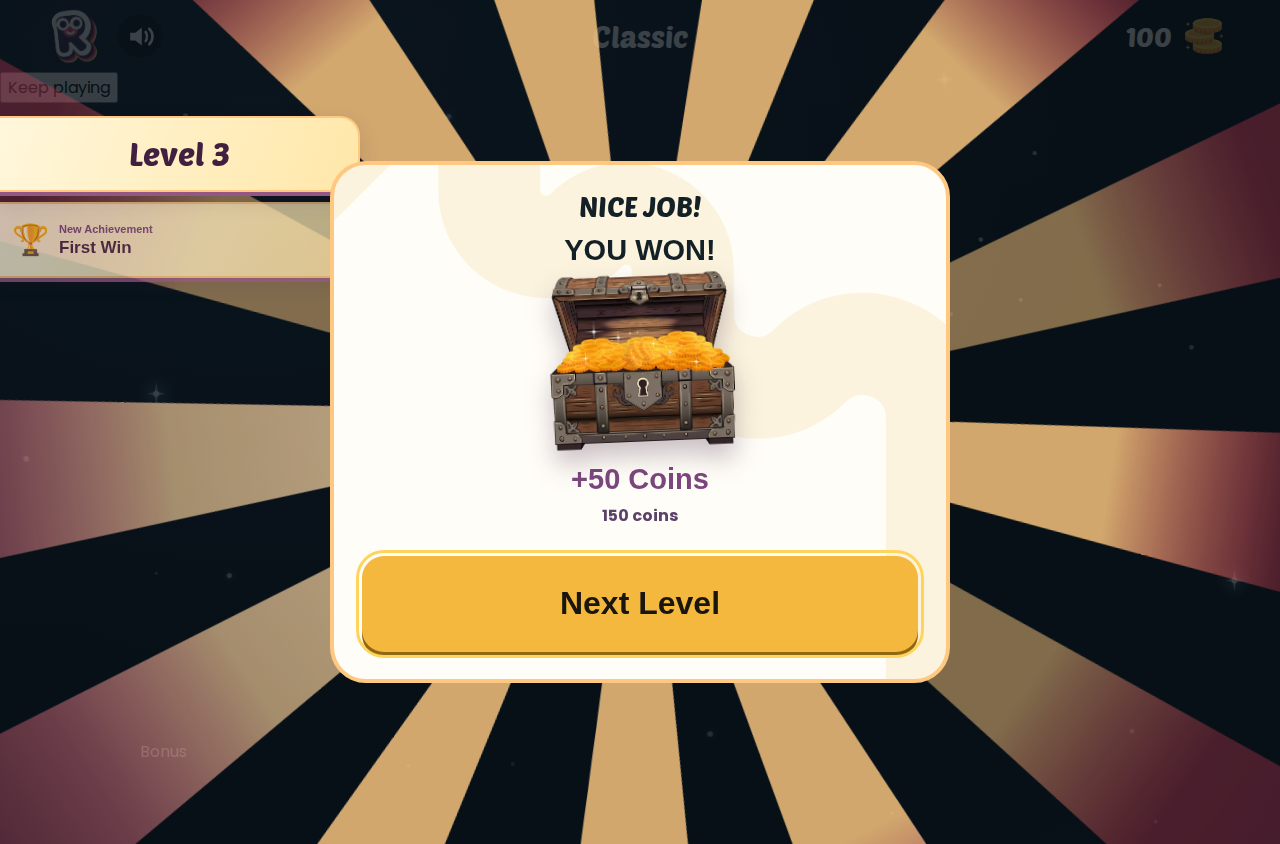 Classic
100
Keep playing
Level 3
New Achievement
First Win
NICE JOB!
YOU WON!
+50 Coins
150 coins
Next Level
Bonus